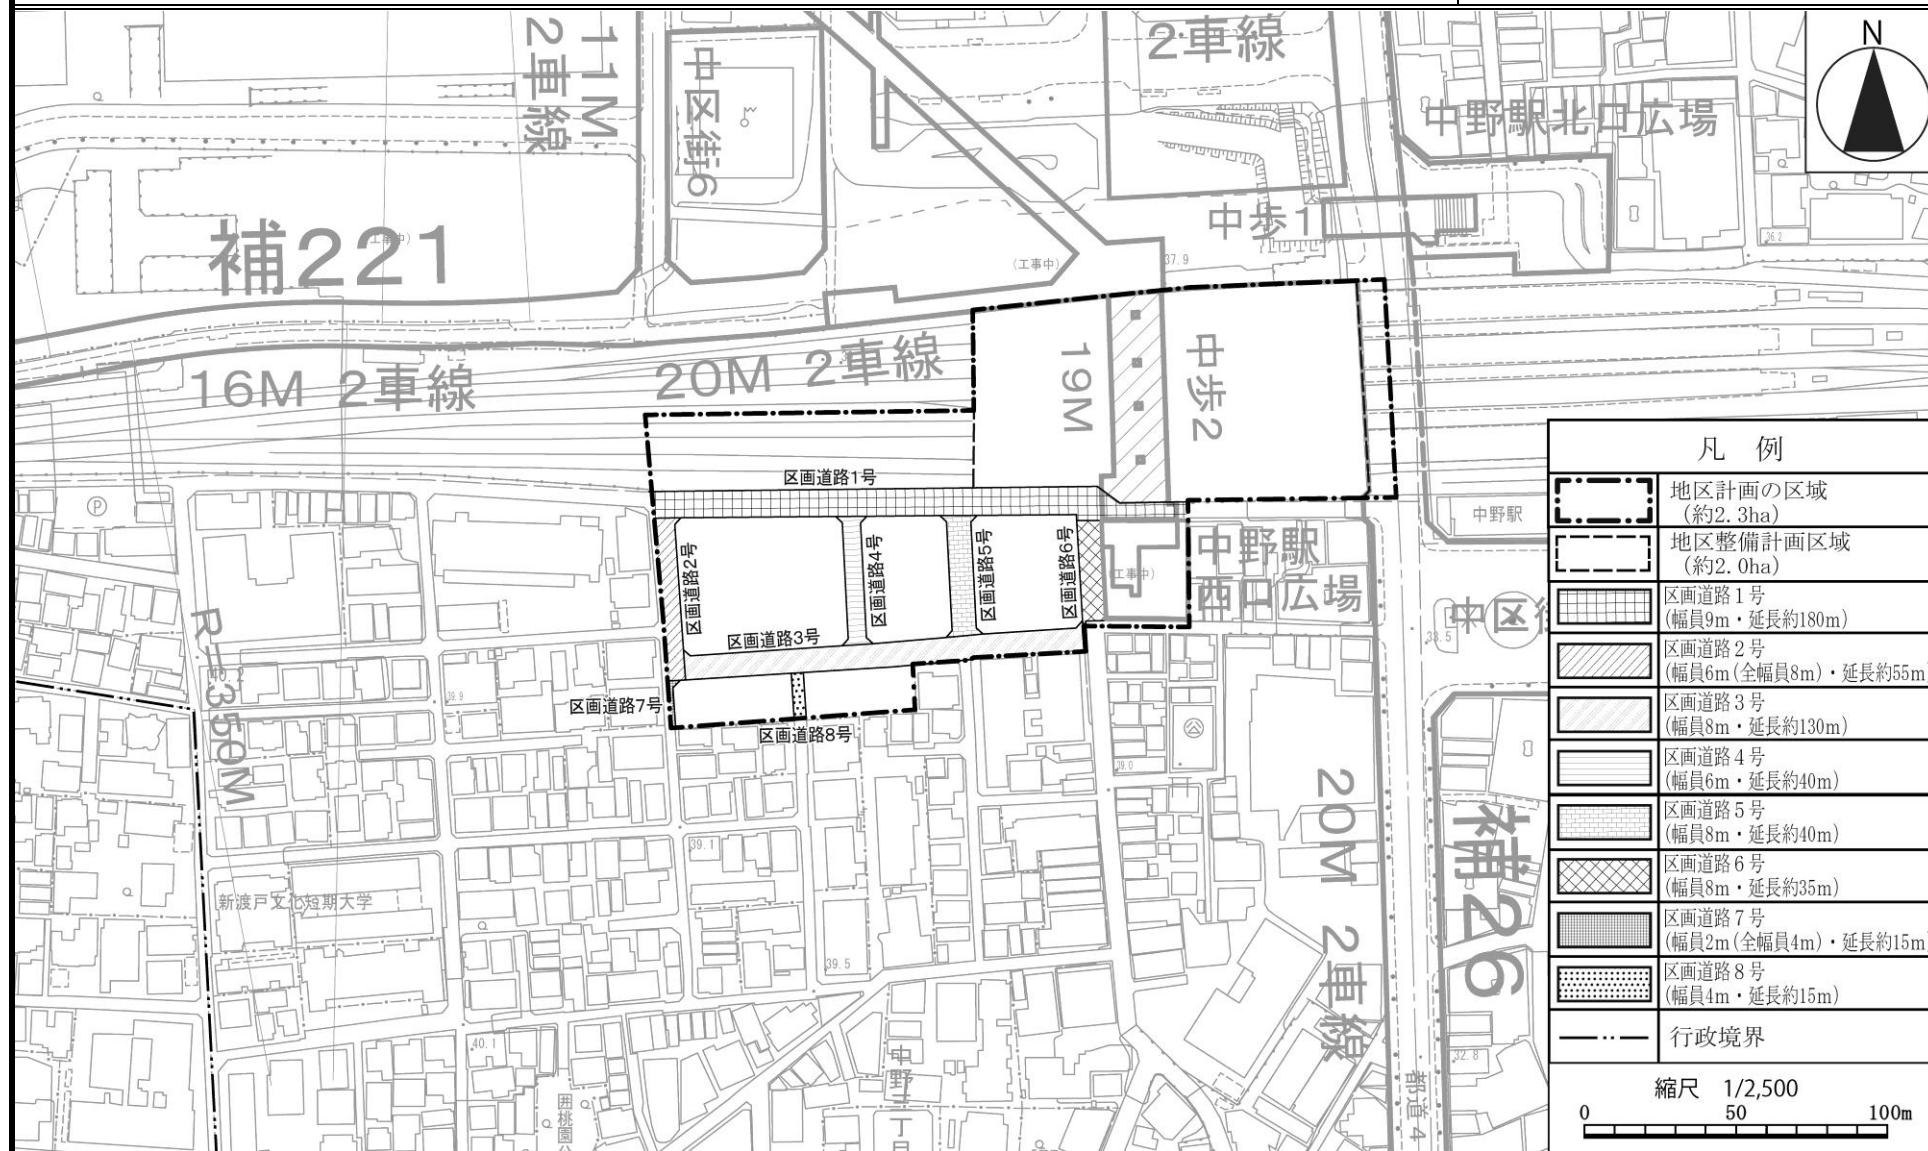 11M
2車線
中区街6
2車線
N
中野駅北口広場
補221
(工事中)
中歩1
(工事中)
37.9
36.2
16M 2車線
20M 2車線
19M
中歩2
区画道路1号
中野駅
区画道路2号
区画道路4号
区画道路5号
区画道路6号
(工事中)
中野駅
西口広場
区画道路3号
中区街
33.5
R=350M
40.2
39.9
区画道路7号
区画道路8号
39.0
20M 2車線
補26
39.1
新渡戸文化短期大学
39.5
40.1
32.8
都道4
P
凡 例
地区計画の区域
(約2.3ha)
地区整備計画区域
(約2.0ha)
区画道路1号
(幅員9m・延長約180m)
区画道路2号
(幅員6m(全幅員8m)・延長約55m
区画道路3号
(幅員8m・延長約130m)
区画道路4号
(幅員6m・延長約40m)
区画道路5号
(幅員8m・延長約40m)
区画道路6号
(幅員8m・延長約35m)
区画道路7号
(幅員2m(全幅員4m)・延長約15m
区画道路8号
(幅員4m・延長約15m)
行政境界
縮尺 1/2,500
0 50 100m